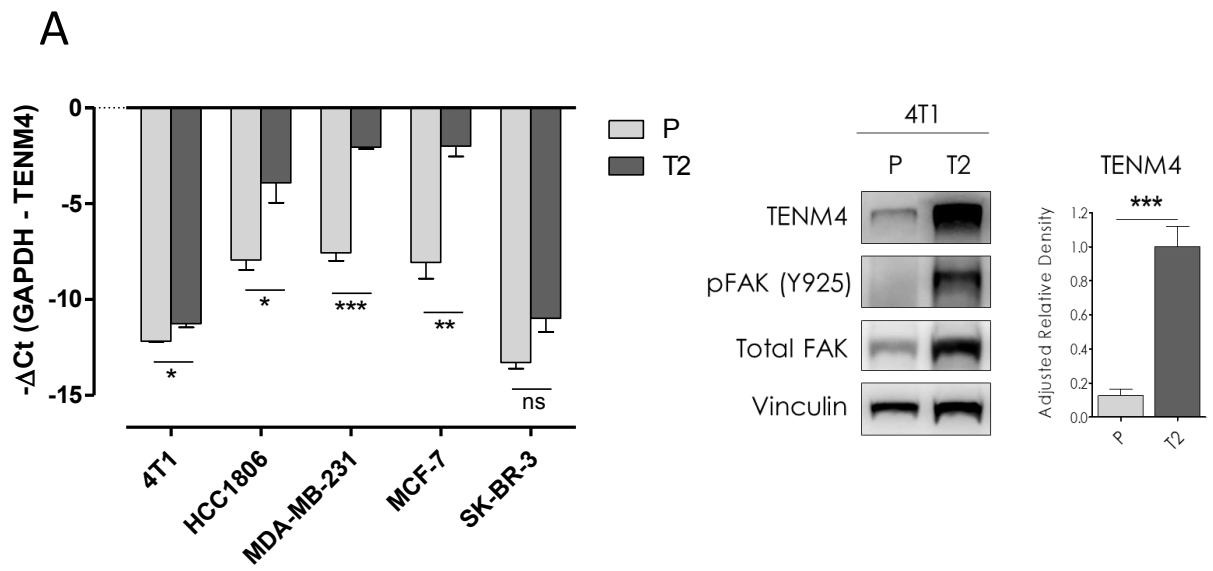 A
-ΔCt (GAPDH - TENM4)
0
-5
-10
-15
*
*
***
**
ns
4T1
HCC1806
MDA-MB-231
MCF-7
SK-BR-3
P
T2
4T1
P T2
TENM4
pFAK (Y925)
Total FAK
Vinculin
TENM4
***
Adjusted Relative Density
1.2
1.0
0.8
0.6
0.4
0.2
0.0
P
T2